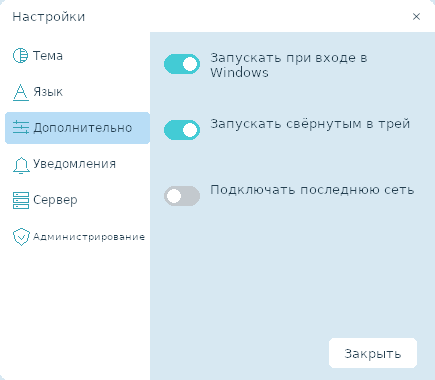 Настройки
Тема
Язык
Дополнительно
Уведомления
Сервер
Администрирование
Запускать при входе в
Windows
Запускать свёрнутым в трей
Подключать последнюю сеть
Закрыть